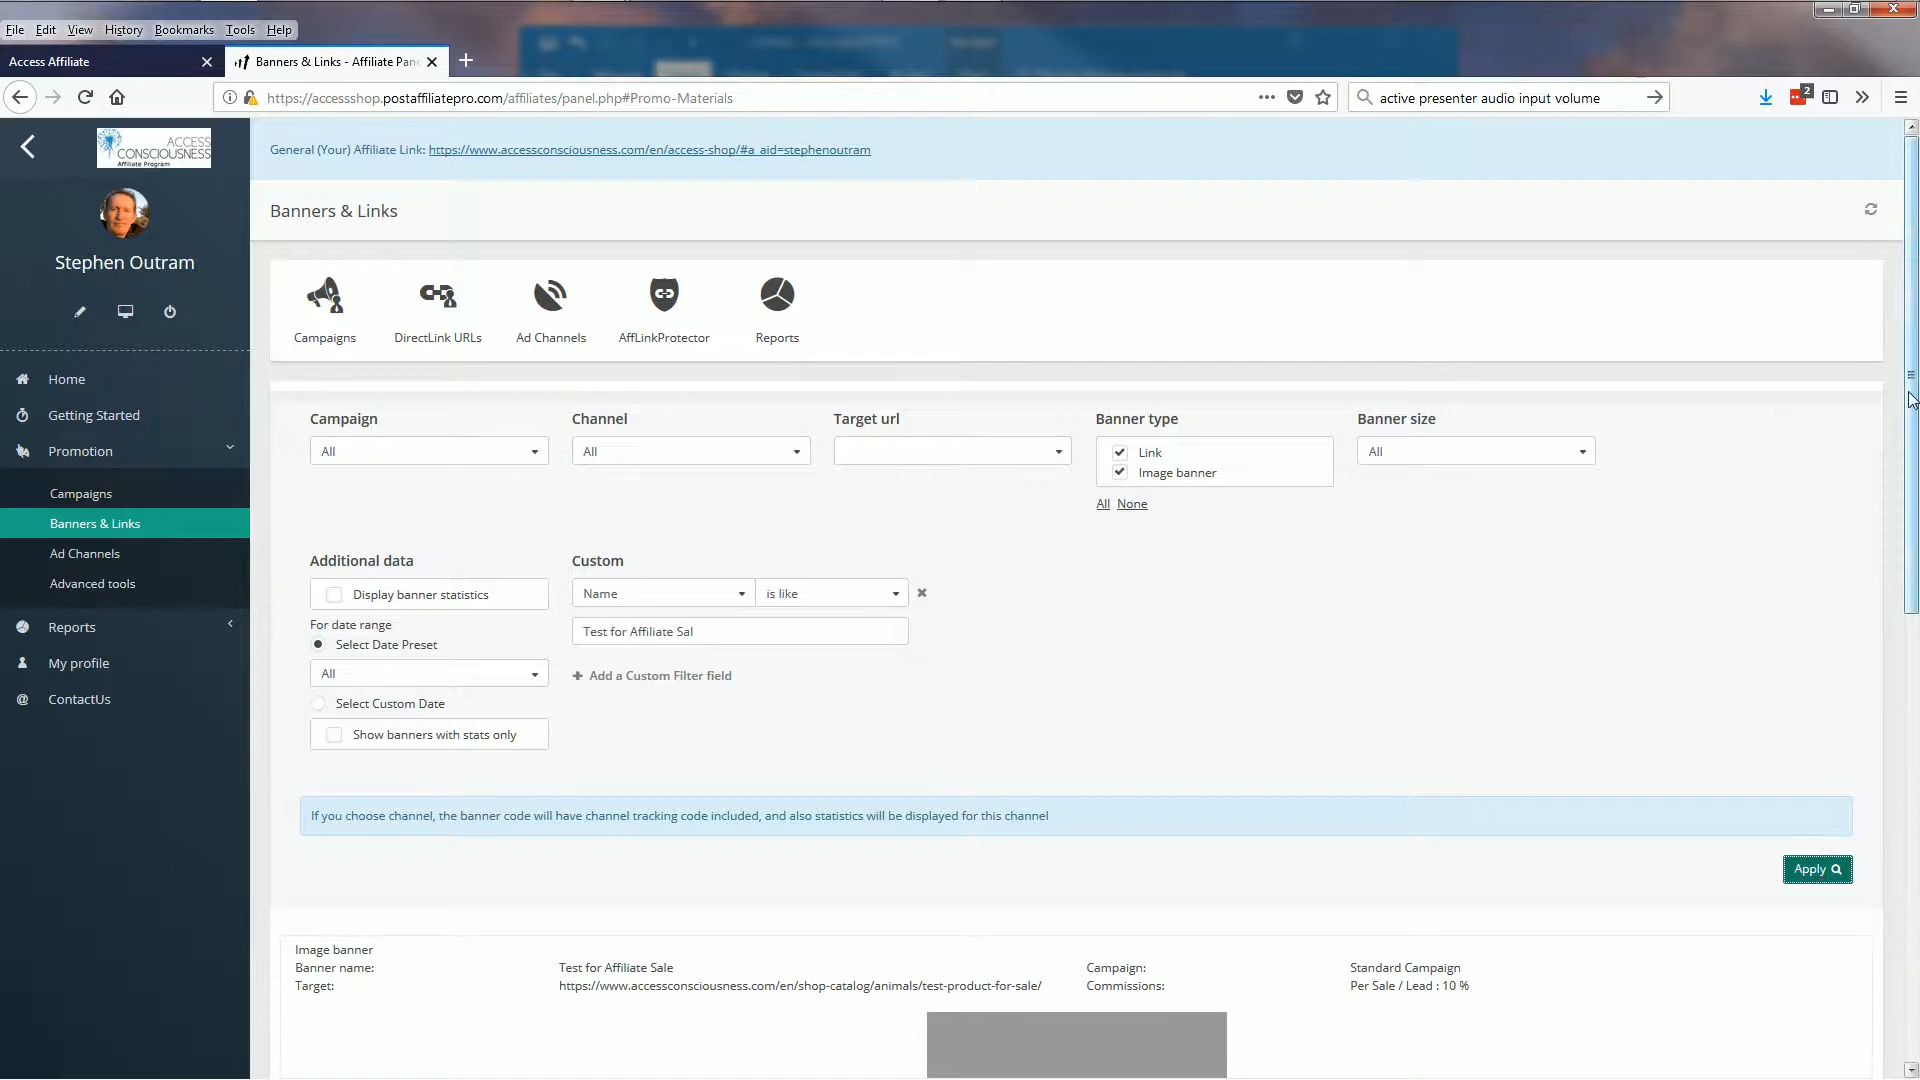 File Edit View History Bookmarks Tools Help
Access Affiliate
Banners & Links - Affiliate Pan
https://accessshop.postaffiliatepro.com/affiliates/panel.php#Promo-Materials
active presenter audio input volume
2
ACCESS
CONSCIOUSNESS
Affiliate Program
General (Your) Affiliate Link: https://www.accessconsciousness.com/en/access-shop/#a_aid=stephenoutram
Banners & Links
Stephen Outram
Campaigns
DirectLink URLs
Ad Channels
AffLinkProtector
Reports
Home
Getting Started
Promotion
Campaigns
Banners & Links
Ad Channels
Advanced tools
Reports
My profile
ContactUs
Campaign
All
Channel
All
Target url
Banner type
Link
Image banner
All None
Banner size
All
Additional data
Display banner statistics
For date range
Select Date Preset
All
Select Custom Date
Show banners with stats only
Custom
Name
is like
Test for Affiliate Sal
Add a Custom Filter field
If you choose channel, the banner code will have channel tracking code included, and also statistics will be displayed for this channel
Apply
Image banner
Banner name: Test for Affiliate Sale Campaign: Standard Campaign
Target: https://www.accessconsciousness.com/en/shop-catalog/animals/test-product-for-sale/ Commissions: Per Sale / Lead : 10 %